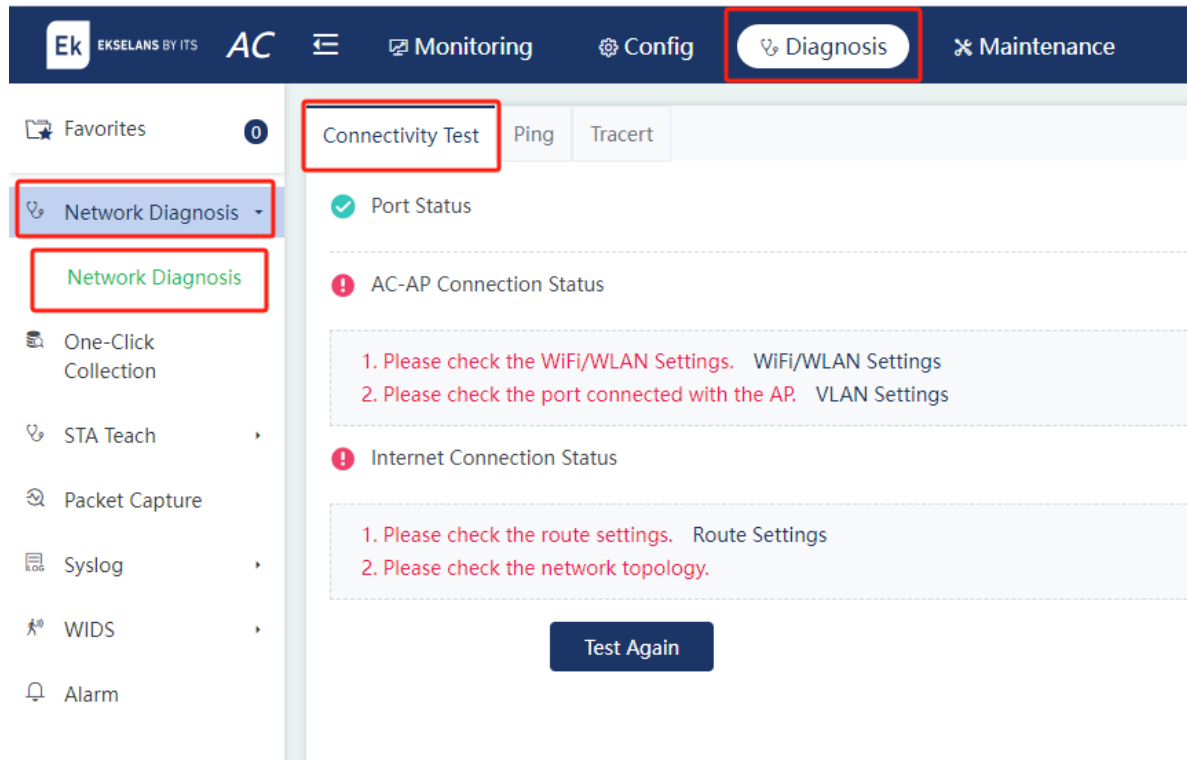 Ek EKSELANS BY ITS AC Monitoring Config Diagnosis Maintenance
Favorites 0
Network Diagnosis
Network Diagnosis
One-Click
Collection
STA Teach
Packet Capture
Syslog
WIDS
Alarm
Connectivity Test Ping Tracert
Port Status
AC-AP Connection Status
1. Please check the WiFi/WLAN Settings. WiFi/WLAN Settings
2. Please check the port connected with the AP. VLAN Settings
Internet Connection Status
1. Please check the route settings. Route Settings
2. Please check the network topology.
Test Again